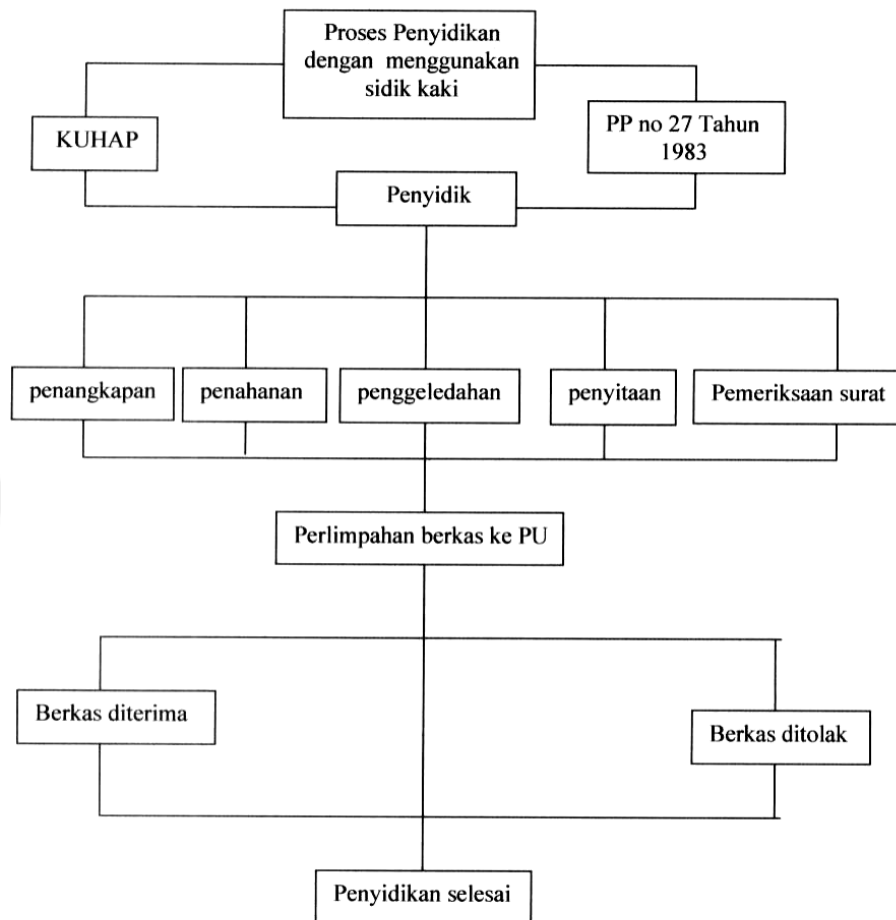 Proses Penyidikan
dengan menggunakan
sidik kaki
KUHAP
PP no 27 Tahun
1983
Penyidik
penangkapan
penahanan
penggeledahan
penyitaan
Pemeriksaan surat
Perlimpahan berkas ke PU
Berkas diterima
Berkas ditolak
Penyidikan selesai